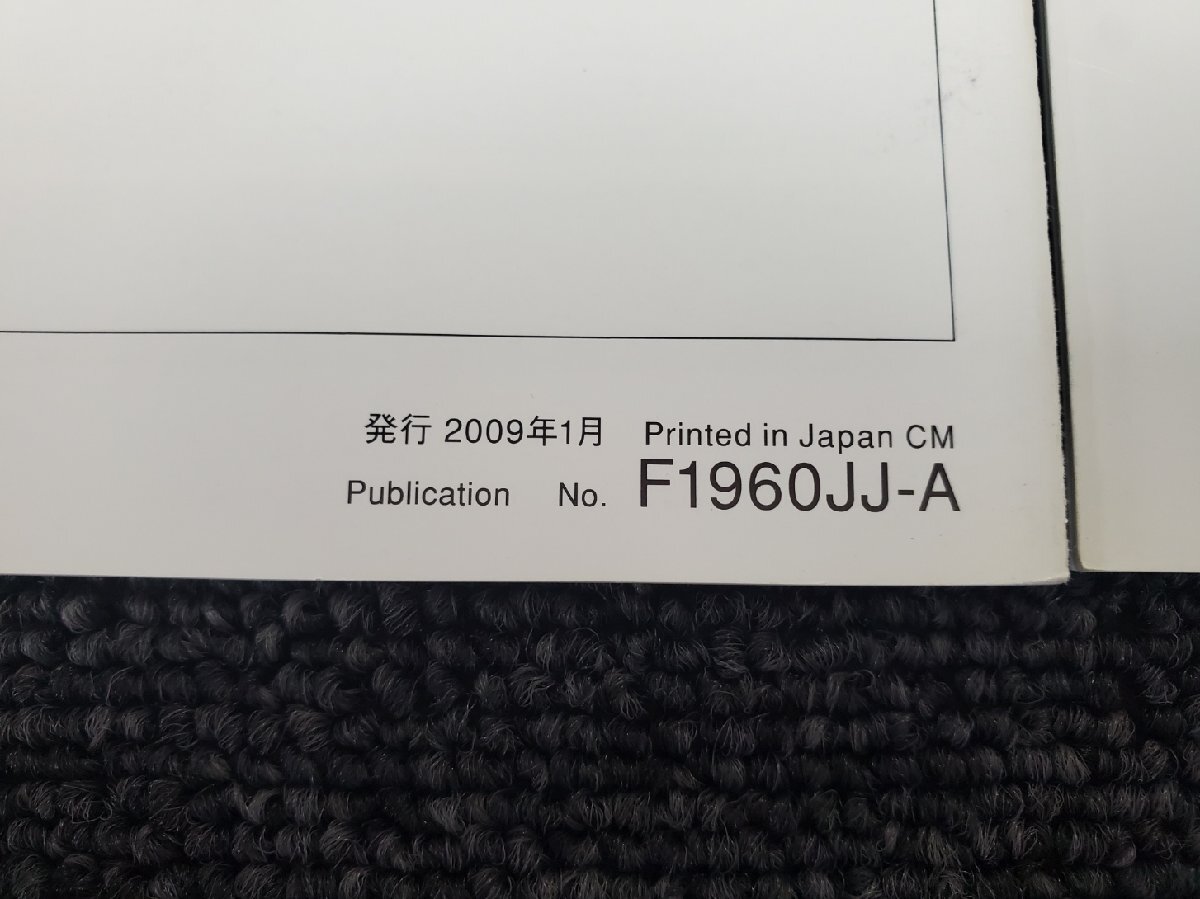 発行 2009年1月 Printed in Japan CM
Publication No. F1960JJ-A